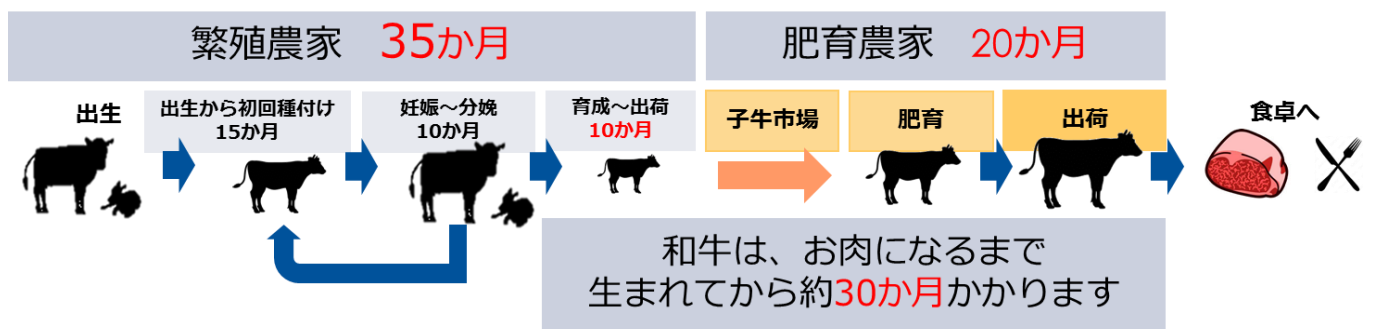 繁殖農家 35か月
肥育農家 20か月
出生
出生から初回種付け
15か月
妊娠~分娩
10か月
育成~出荷
10か月
子牛市場
肥育
出荷
食卓へ
和牛は、お肉になるまで
生まれてから約30か月かかります